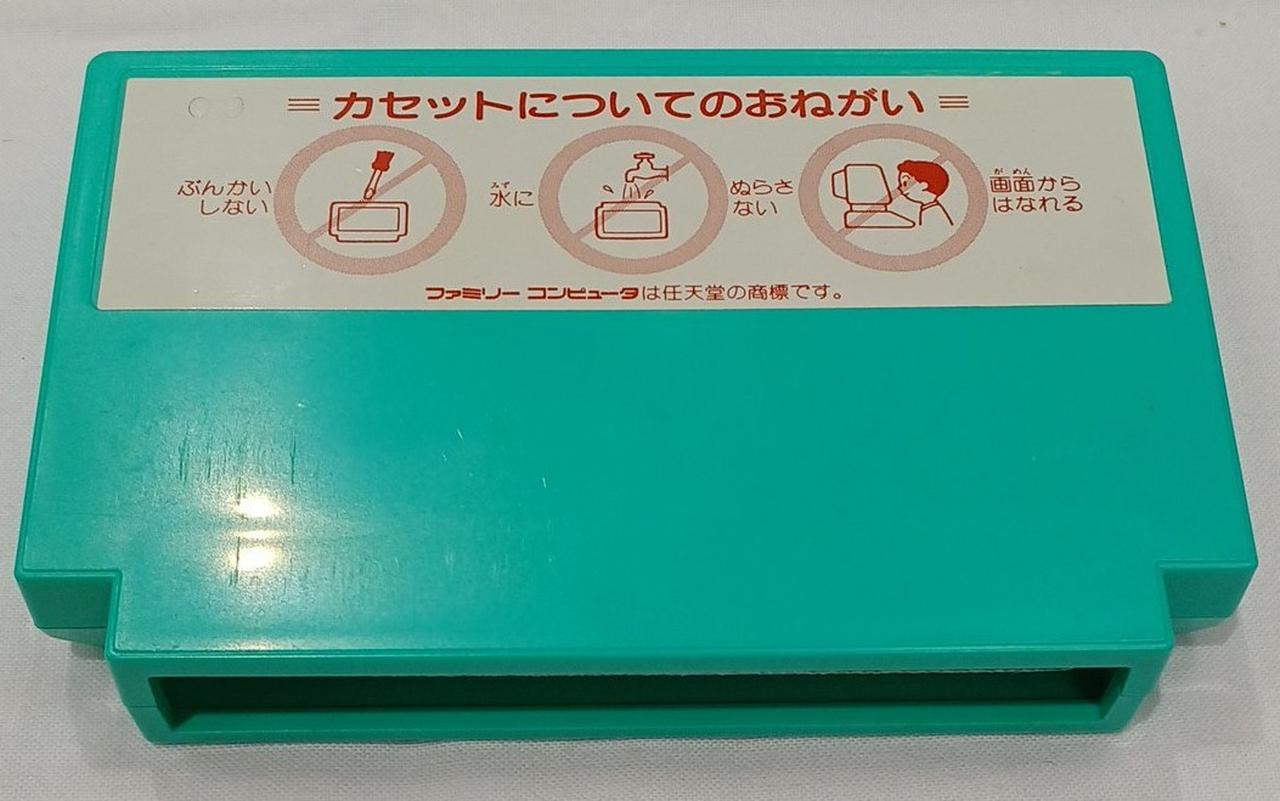 カセットについてのおねがい
ぶんかい
しない
みず
水に
ぬらさ
ない
がめん
画面から
はなれる
ファミリー コンピュータは任天堂の商標です。